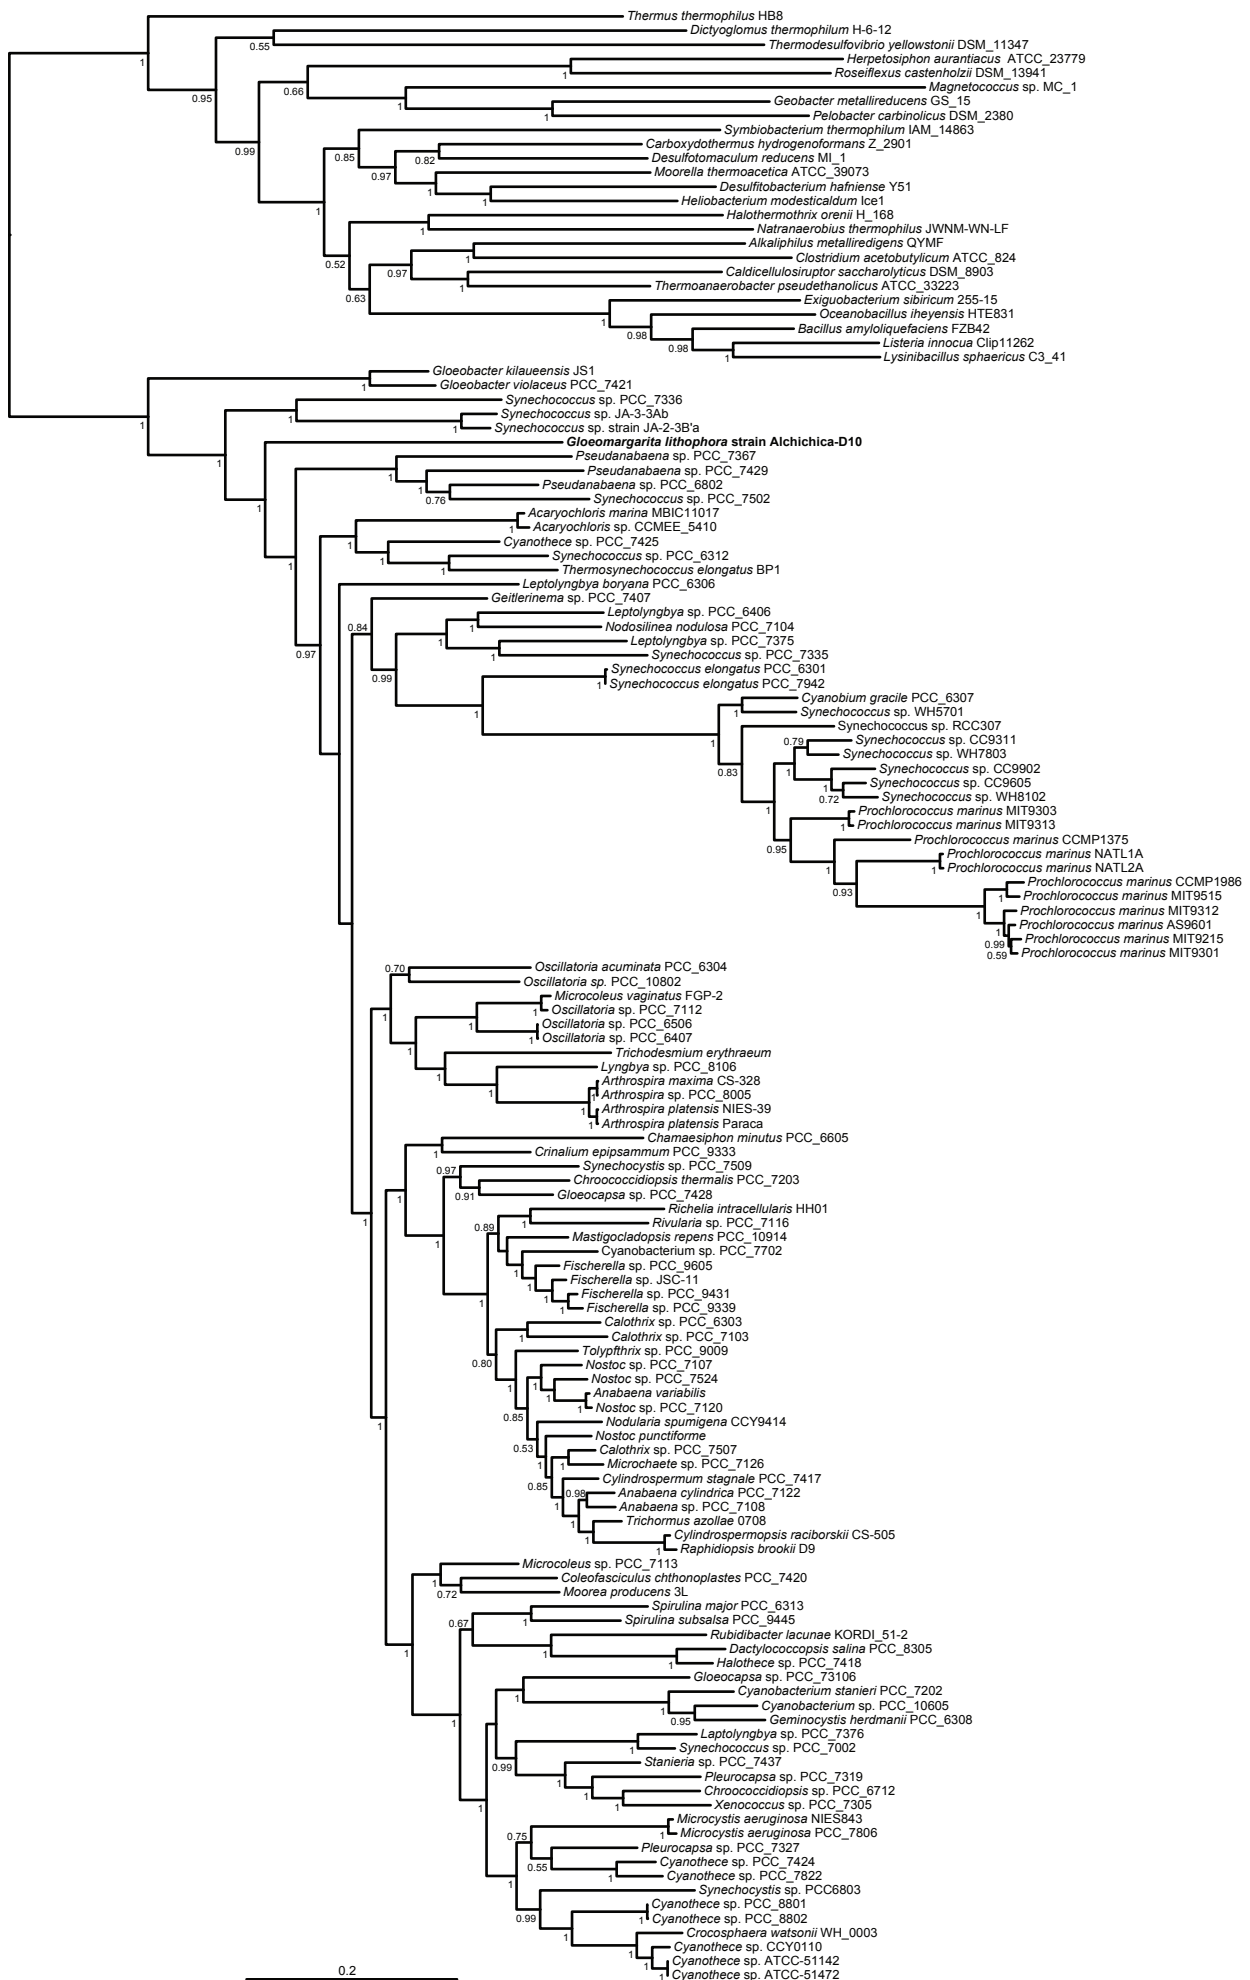 Thermus thermophilus HB8
1
Dictyoglomus thermophilum H-6-12
0.55
Thermodesulfovibrio yellowstonii DSM_11347
0.95
Herpetosiphon aurantiacus ATCC_23779
1
Roseiflexus castenholzii DSM_13941
0.66
Magnetococcus sp. MC_1
1
Geobacter metallireducens GS_15
1
Pelobacter carbinolicus DSM_2380
0.99
Symbiobacterium thermophilum IAM_14863
0.85
Carboxydothermus hydrogenoformans Z_2901
0.82
Desulfotomaculum reducens MI_1
0.97
Moorella thermoacetica ATCC_39073
1
Desulfitobacterium hafniense Y51
1
Heliobacterium modesticaldum Ice1
1
Halothermothrix orenii H_168
1
Natranaerobius thermophilus JWNM-WN-LF
0.52
Alkaliphilus metalliredigens QYMF
1
Clostridium acetobutylicum ATCC_824
0.97
Caldicellulosiruptor saccharolyticus DSM_8903
1
Thermoanaerobacter pseudethanolicus ATCC_33223
0.63
Exiguobacterium sibiricum 255-15
1
Oceanobacillus iheyensis HTE831
0.98
Bacillus amyloliquefaciens FZB42
0.98
Listeria innocua Clip11262
1
Lysinibacillus sphaericus C3_41
Gloeobacter kilaueensis JS1
1
Gloeobacter violaceus PCC_7421
1
Synechococcus sp. PCC_7336
1
Synechococcus sp. JA-3-3Ab
1
Synechococcus sp. strain JA-2-3B'a
1
Gloeomargarita lithophora strain Alchichica-D10
1
Pseudanabaena sp. PCC_7367
1
Pseudanabaena sp. PCC_7429
1
Pseudanabaena sp. PCC_6802
0.76
Synechococcus sp. PCC_7502
1
Acaryochloris marina MBIC11017
1
Acaryochloris sp. CCMEE_5410
1
Cyanothece sp. PCC_7425
1
Synechococcus sp. PCC_6312
1
Thermosynechococcus elongatus BP1
0.97
Leptolyngbya boryana PCC_6306
Geitlerinema sp. PCC_7407
0.84
Leptolyngbya sp. PCC_6406
1
Nodosilinea nodulosa PCC_7104
1
Leptolyngbya sp. PCC_7375
1
Synechococcus sp. PCC_7335
0.99
Synechococcus elongatus PCC_6301
1
Synechococcus elongatus PCC_7942
1
Cyanobium gracile PCC_6307
1
Synechococcus sp. WH5701
1
Synechococcus sp. RCC307
0.83
Synechococcus sp. CC9311
0.79
Synechococcus sp. WH7803
1
Synechococcus sp. CC9902
1
Synechococcus sp. CC9605
0.72
Synechococcus sp. WH8102
1
Prochlorococcus marinus MIT9303
1
Prochlorococcus marinus MIT9313
0.95
Prochlorococcus marinus CCMP1375
1
Prochlorococcus marinus NATL1A
1
Prochlorococcus marinus NATL2A
0.93
Prochlorococcus marinus CCMP1986
1
Prochlorococcus marinus MIT9515
1
Prochlorococcus marinus MIT9312
1
Prochlorococcus marinus AS9601
0.99
Prochlorococcus marinus MIT9215
0.59
Prochlorococcus marinus MIT9301
Oscillatoria acuminata PCC_6304
0.70
Oscillatoria sp. PCC_10802
1
Microcoleus vaginatus FGP-2
1
Oscillatoria sp. PCC_7112
1
Oscillatoria sp. PCC_6506
1
Oscillatoria sp. PCC_6407
1
Trichodesmium erythraeum
1
Lyngbya sp. PCC_8106
1
Arthrospira maxima CS-328
1
Arthrospira sp. PCC_8005
1
Arthrospira platensis NIES-39
1
Arthrospira platensis Paraca
1
Chamaesiphon minutus PCC_6605
1
Crinalium epipsammum PCC_9333
1
Synechocystis sp. PCC_7509
0.97
Chroococcidiopsis thermalis PCC_7203
0.91
Gloeocapsa sp. PCC_7428
1
Richelia intracellularis HH01
1
Rivularia sp. PCC_7116
0.89
Mastigocladopsis repens PCC_10914
1
Cyanobacterium sp. PCC_7702
1
Fischerella sp. PCC_9605
1
Fischerella sp. JSC-11
1
Fischerella sp. PCC_9431
1
Fischerella sp. PCC_9339
1
Calothrix sp. PCC_6303
1
Calothrix sp. PCC_7103
0.80
Tolypfthrix sp. PCC_9009
1
Nostoc sp. PCC_7107
1
Nostoc sp. PCC_7524
1
Anabaena variabilis
1
Nostoc sp. PCC_7120
0.85
Nodularia spumigena CCY9414
0.53
Nostoc punctiforme
1
Calothrix sp. PCC_7507
1
Microchaete sp. PCC_7126
0.85
Cylindrospermum stagnale PCC_7417
1
Anabaena cylindrica PCC_7122
0.98
Anabaena sp. PCC_7108
1
Trichormus azollae 0708
1
Cylindrospermopsis raciborskii CS-505
1
Raphidiopsis brookii D9
1
Microcoleus sp. PCC_7113
1
Coleofasciculus chthonoplastes PCC_7420
0.72
Moorea producens 3L
1
Spirulina major PCC_6313
1
Spirulina subsalsa PCC_9445
0.67
Rubidibacter lacunae KORDI_51-2
1
Dactylococcopsis salina PCC_8305
1
Halothece sp. PCC_7418
1
Gloeocapsa sp. PCC_73106
1
Cyanobacterium stanieri PCC_7202
1
Cyanobacterium sp. PCC_10605
0.95
Geminocystis herdmanii PCC_6308
Laptolyngbya sp. PCC_7376
1
Synechococcus sp. PCC_7002
0.99
Stanieria sp. PCC_7437
1
Pleurocapsa sp. PCC_7319
1
Chroococcidiopsis sp. PCC_6712
1
Xenococcus sp. PCC_7305
1
Microcystis aeruginosa NIES843
1
Microcystis aeruginosa PCC_7806
0.75
Pleurocapsa sp. PCC_7327
0.55
Cyanothece sp. PCC_7424
1
Cyanothece sp. PCC_7822
1
Synechocystis sp. PCC6803
0.99
Cyanothece sp. PCC_8801
1
Cyanothece sp. PCC_8802
1
Crocosphaera watsonii WH_0003
1
Cyanothece sp. CCY0110
1
Cyanothece sp. ATCC-51142
1
Cyanothece sp. ATCC-51472
0.2